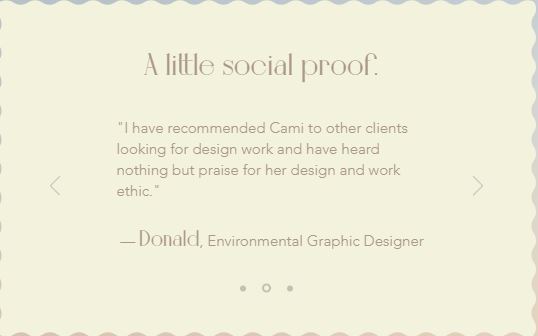 A little social proof.
"I have recommended Cami to other clients
looking for design work and have heard
nothing but praise for her design and work
ethic."
— Donald, Environmental Graphic Designer